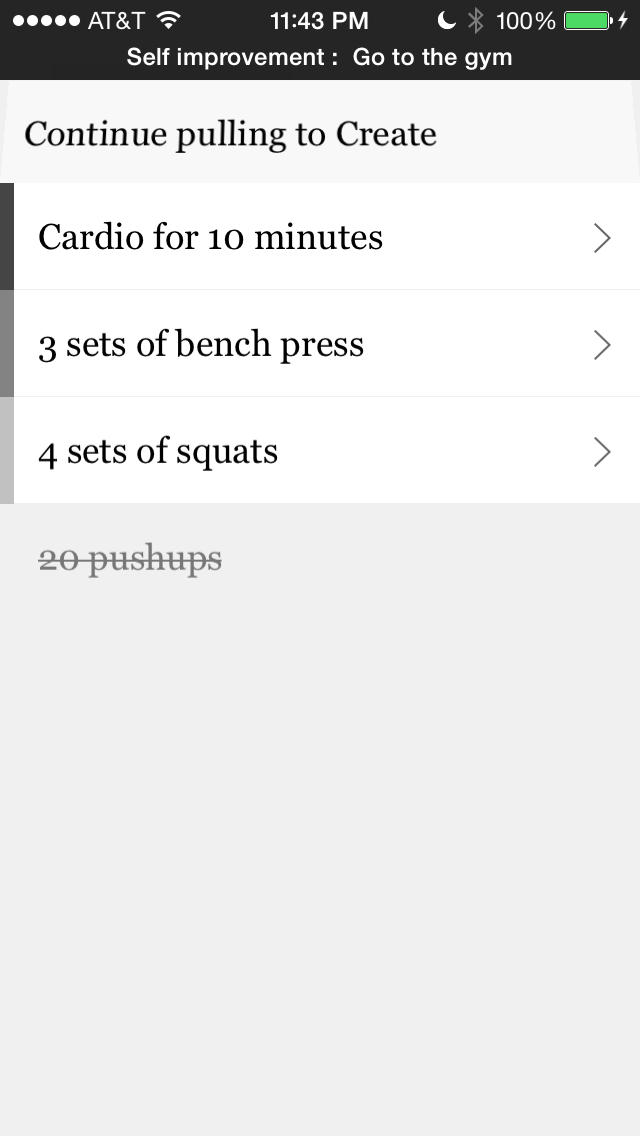 AT&T 11:43 PM 100%
Self improvement : Go to the gym
Continue pulling to Create
Cardio for 10 minutes
3 sets of bench press
4 sets of squats
20 pushups